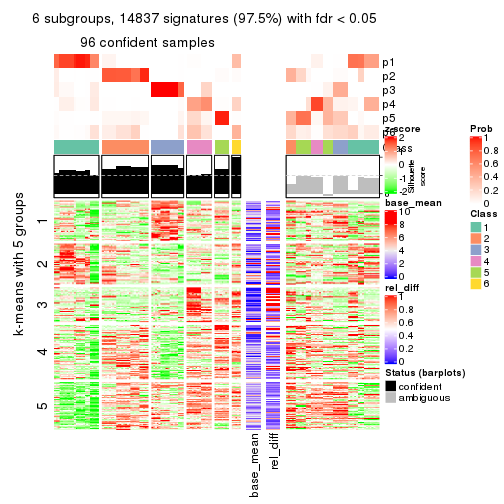 6 subgroups, 14837 signatures (97.5%) with fdr < 0.05
96 confident samples
p1
p2
p3
p4
p5
Silhouette
score
k-means with 5 groups
1
2
3
4
5
base_mean
rel_diff
z-score
2
1
0
-1
-2
base_mean
10
8
6
4
2
0
rel_diff
1
0.8
0.6
0.4
0.2
0
Status (barplots)
confident
ambiguous
Prob
1
0.8
0.6
0.4
0.2
0
Class
1
2
3
4
5
6